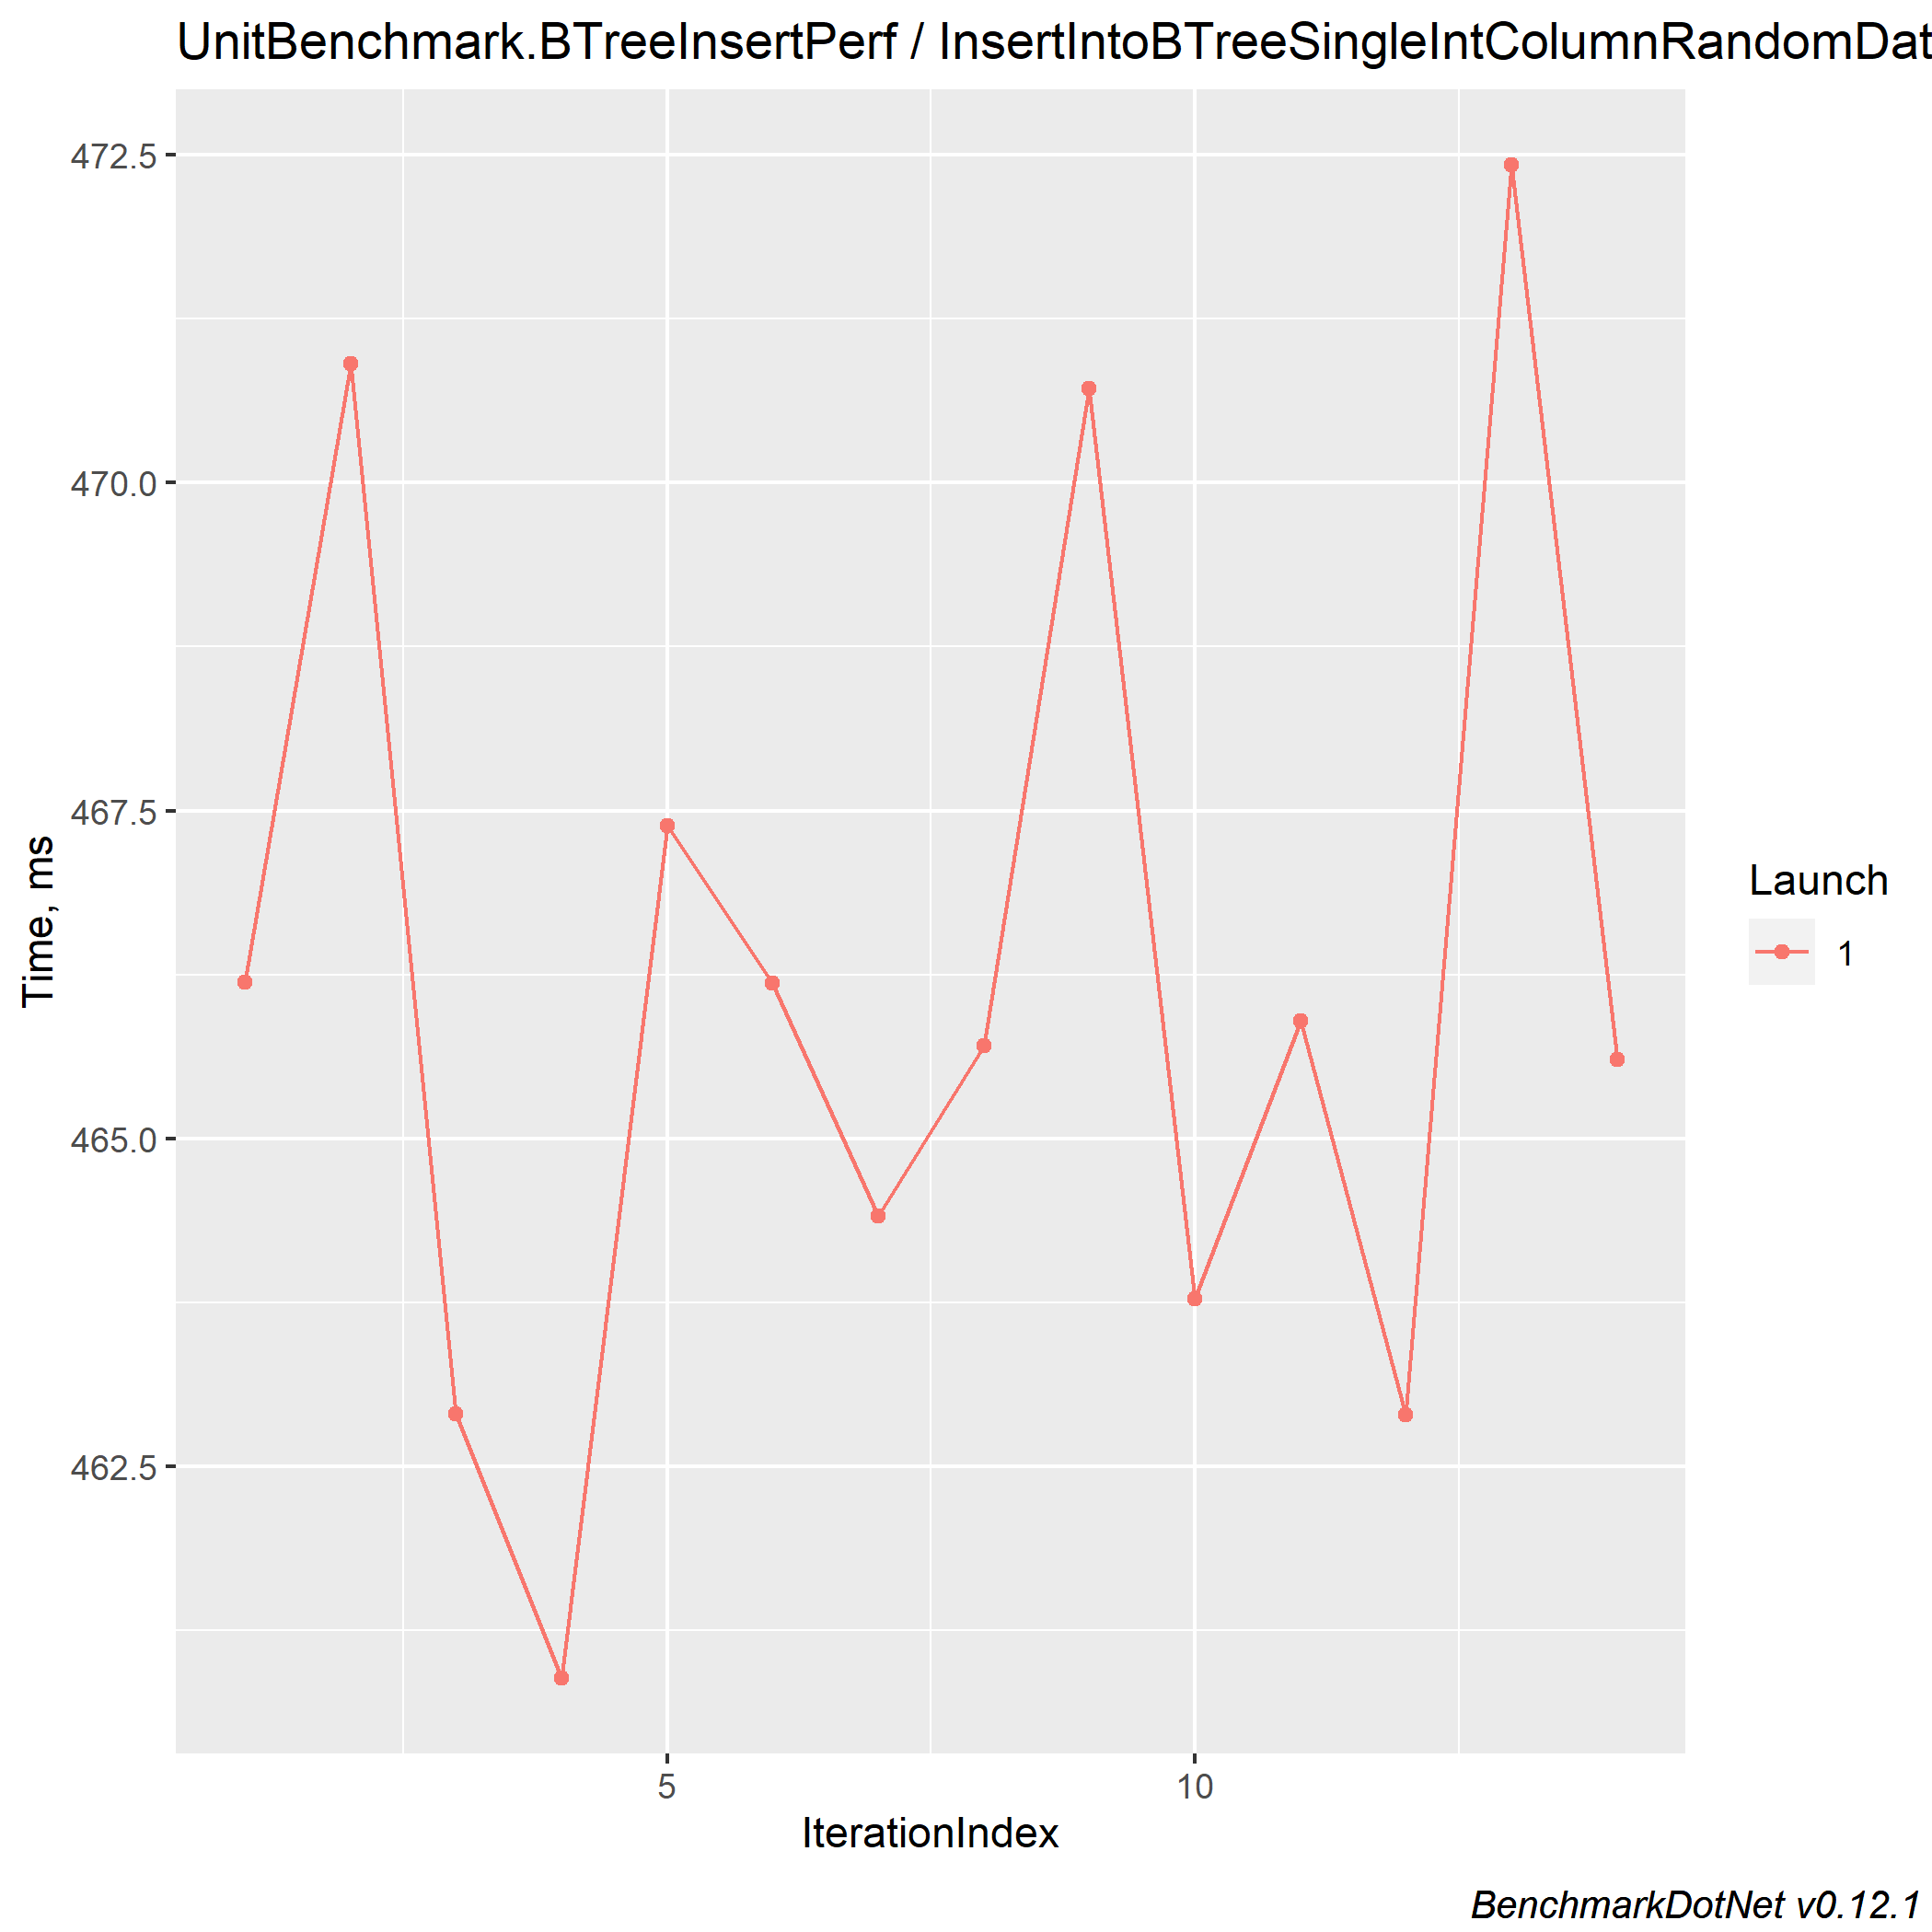 UnitBenchmark.BTreeInsertPerf / InsertIntoBTreeSingleIntColumnRandomDat
472.5
470.0
467.5
465.0
462.5
Time, ms
5
10
IterationIndex
Launch
1
BenchmarkDotNet v0.12.1